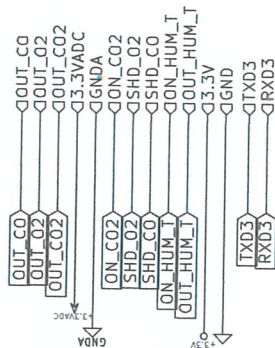 OUT_CO
OUT_O2
OUT_CO2
3.3VADC
GNDA
ON_CO2
SHD_O2
SHD_CO
ON_HUM_T
OUT_HUM_T
3.3V
GND
TXD3
RXD3
OUT_CO
OUT_O2
OUT_CO2
+3.3VADC
GNDA
ON_CO2
SHD_O2
SHD_CO
ON_HUM_T
OUT_HUM_T
+3.3V
TXD3
RXD3